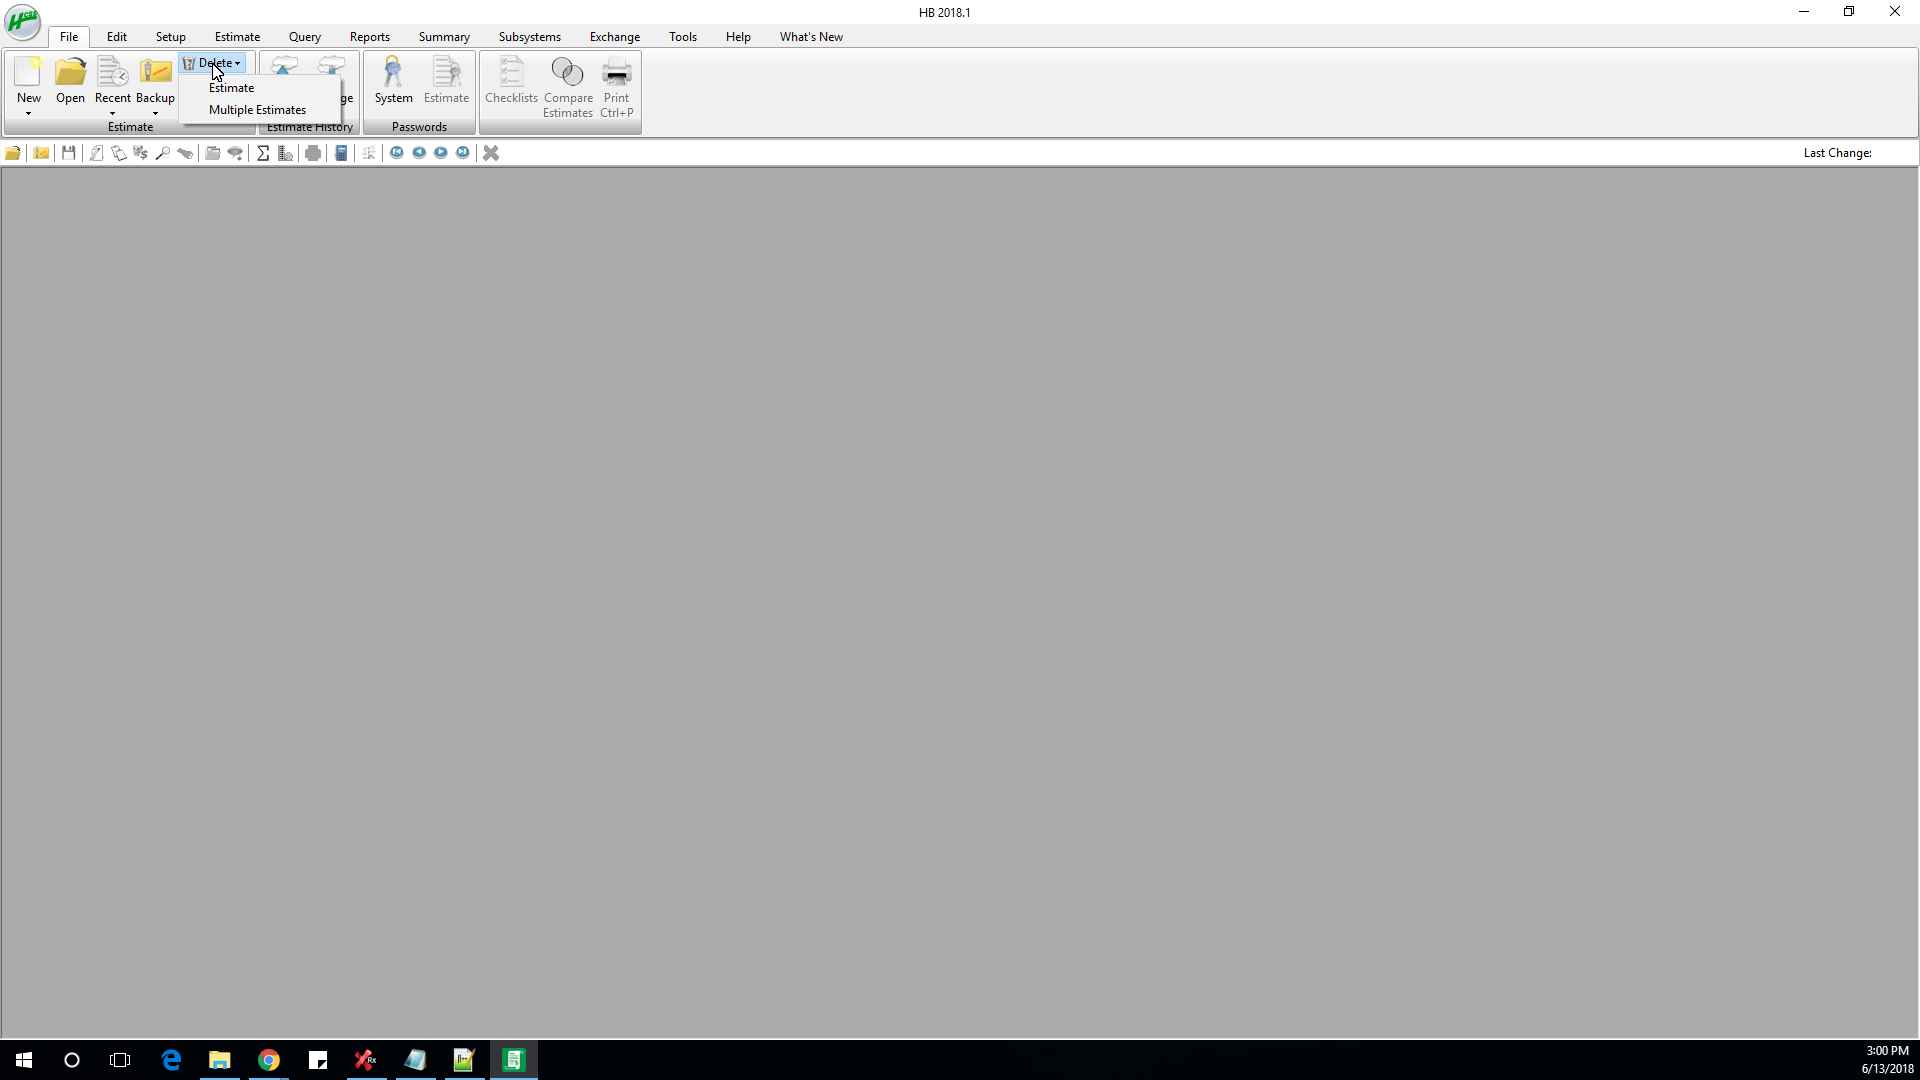 HB 2018.1
File Edit Setup Estimate Query Reports Summary Subsystems Exchange Tools Help What's New
Delete
New Open Recent Backup System Estimate Checklists Compare Estimates Print Ctrl+P
Estimate
Multiple Estimates
Estimate Estimate History Passwords
Last Change:
3:00 PM
6/13/2018